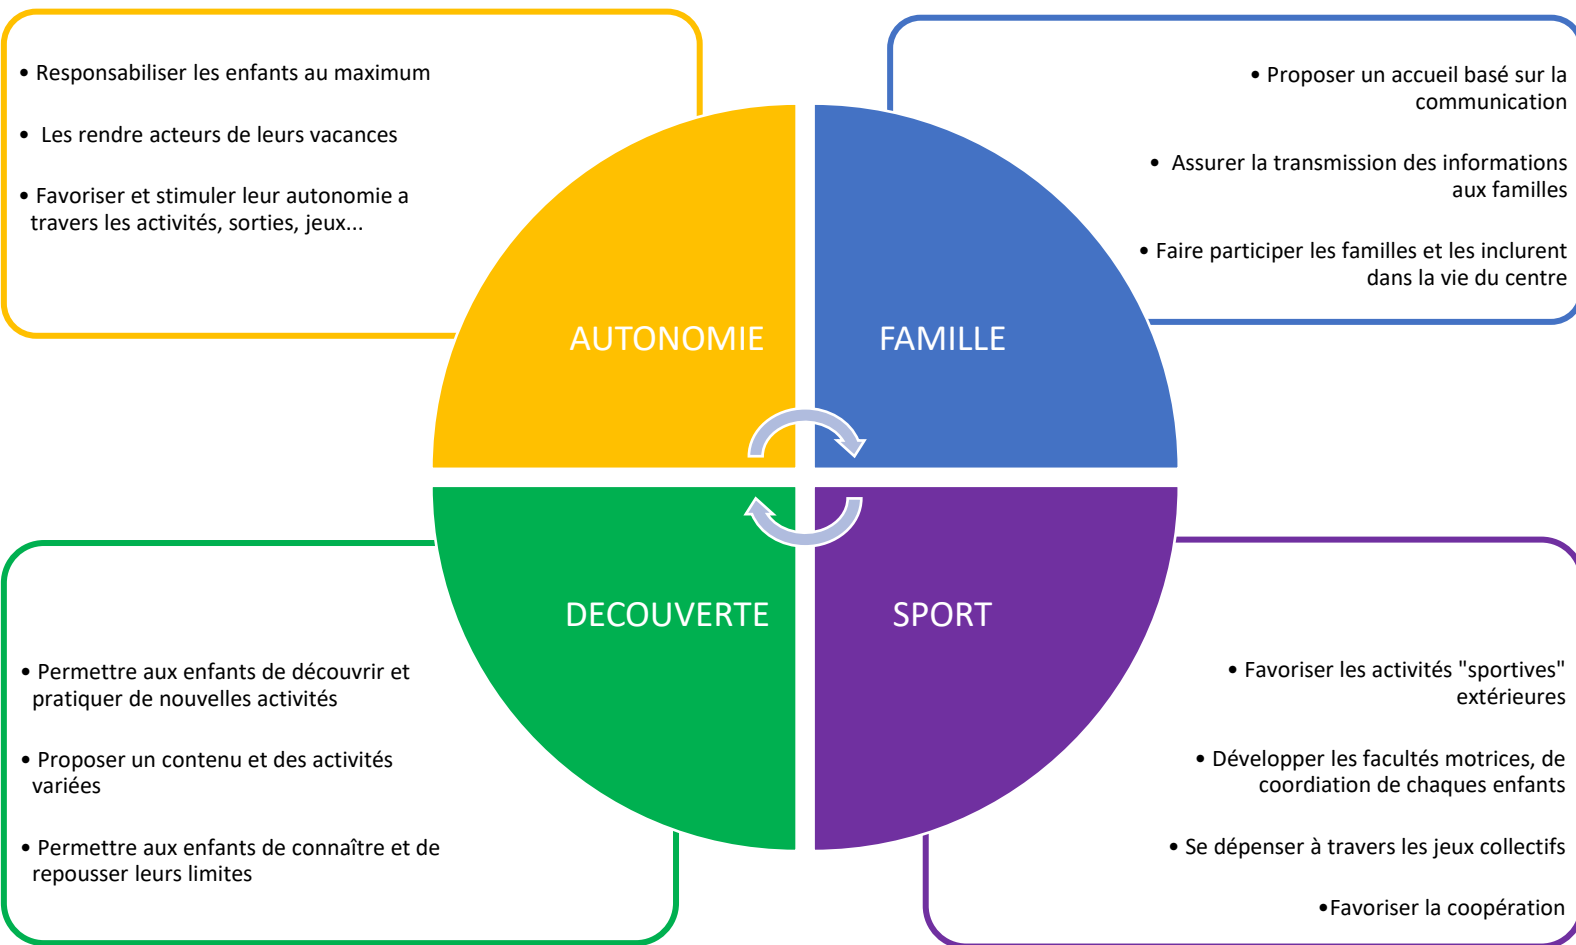 • Responsabiliser les enfants au maximum
• Les rendre acteurs de leurs vacances
• Favoriser et stimuler leur autonomie a
travers les activités, sorties, jeux...
• Proposer un accueil basé sur la
communication
• Assurer la transmission des informations
aux familles
• Faire participer les familles et les inclurent
dans la vie du centre
AUTONOMIE
FAMILLE
DECOUVERTE
SPORT
• Permettre aux enfants de découvrir et
pratiquer de nouvelles activités
• Proposer un contenu et des activités
variées
• Permettre aux enfants de connaître et de
repousser leurs limites
• Favoriser les activités "sportives"
extérieures
• Développer les facultés motrices, de
coordiation de chaques enfants
• Se dépenser à travers les jeux collectifs
•Favoriser la coopération